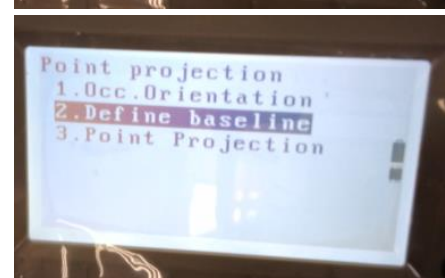 Point projection
1.Occ.Orientation
2.Define baseline
3.Point Projection